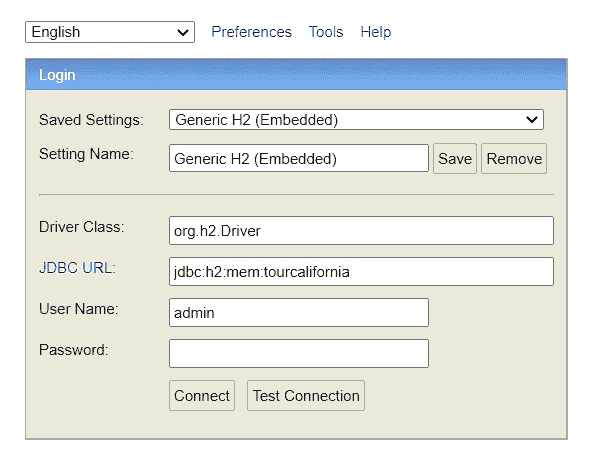 English Preferences Tools Help
Login
Saved Settings: Generic H2 (Embedded)
Setting Name: Generic H2 (Embedded) Save Remove
Driver Class: org.h2.Driver
JDBC URL: jdbc:h2:mem:tourcalifornia
User Name: admin
Password:
Connect Test Connection